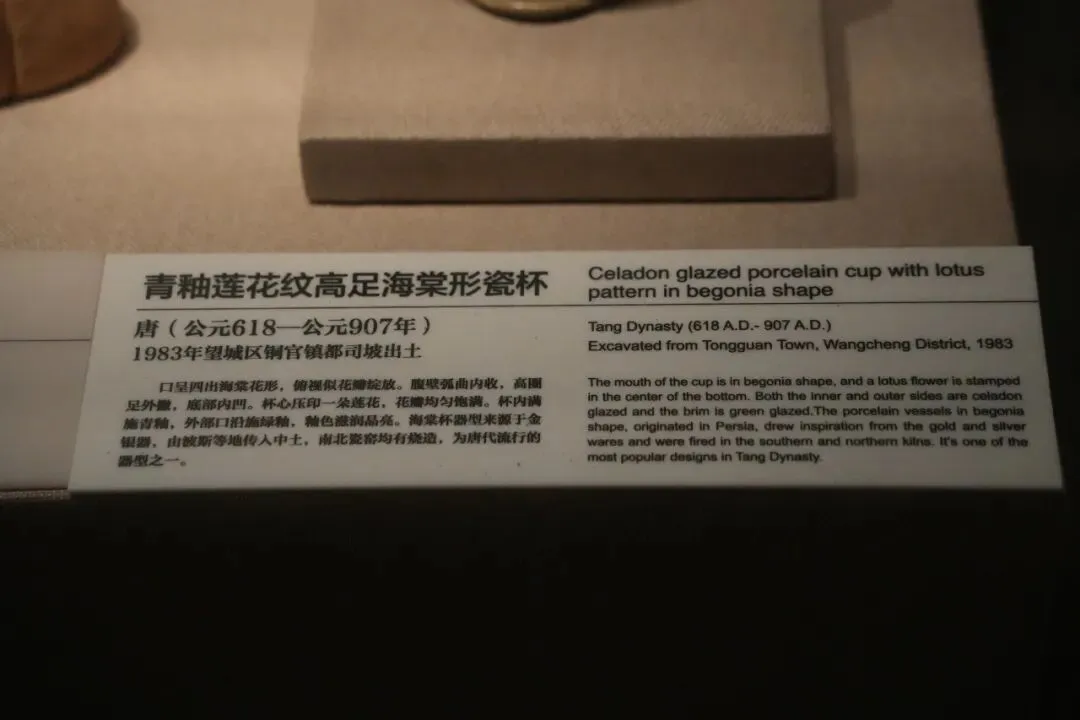 青釉莲花纹高足海棠形瓷杯
唐（公元618—公元907年）
1983年望城区铜官镇都司坡出土
口呈四出海棠花形，俯视似花瓣绽放。腹壁弧曲内收，高圈
足外撇，底部内凹。杯心压印一朵莲花，花瓣均匀饱满。杯内满
施青釉，外部口沿施绿釉，釉色滋润晶亮。海棠杯器型来源于金
银器，由波斯等地传入中土，南北瓷窑均有烧造，为唐代流行的
器型之一。
Celadon glazed porcelain cup with lotus
pattern in begonia shape
Tang Dynasty (618 A.D.- 907 A.D.)
Excavated from Tongguan Town, Wangcheng District, 1983
The mouth of the cup is in begonia shape, and a lotus flower is stamped
in the center of the bottom. Both the inner and outer sides are celadon
glazed and the brim is green glazed.The porcelain vessels in begonia
shape, originated in Persia, drew inspiration from the gold and silver
wares and were fired in the southern and northern kilns. It's one of the
most popular designs in Tang Dynasty.